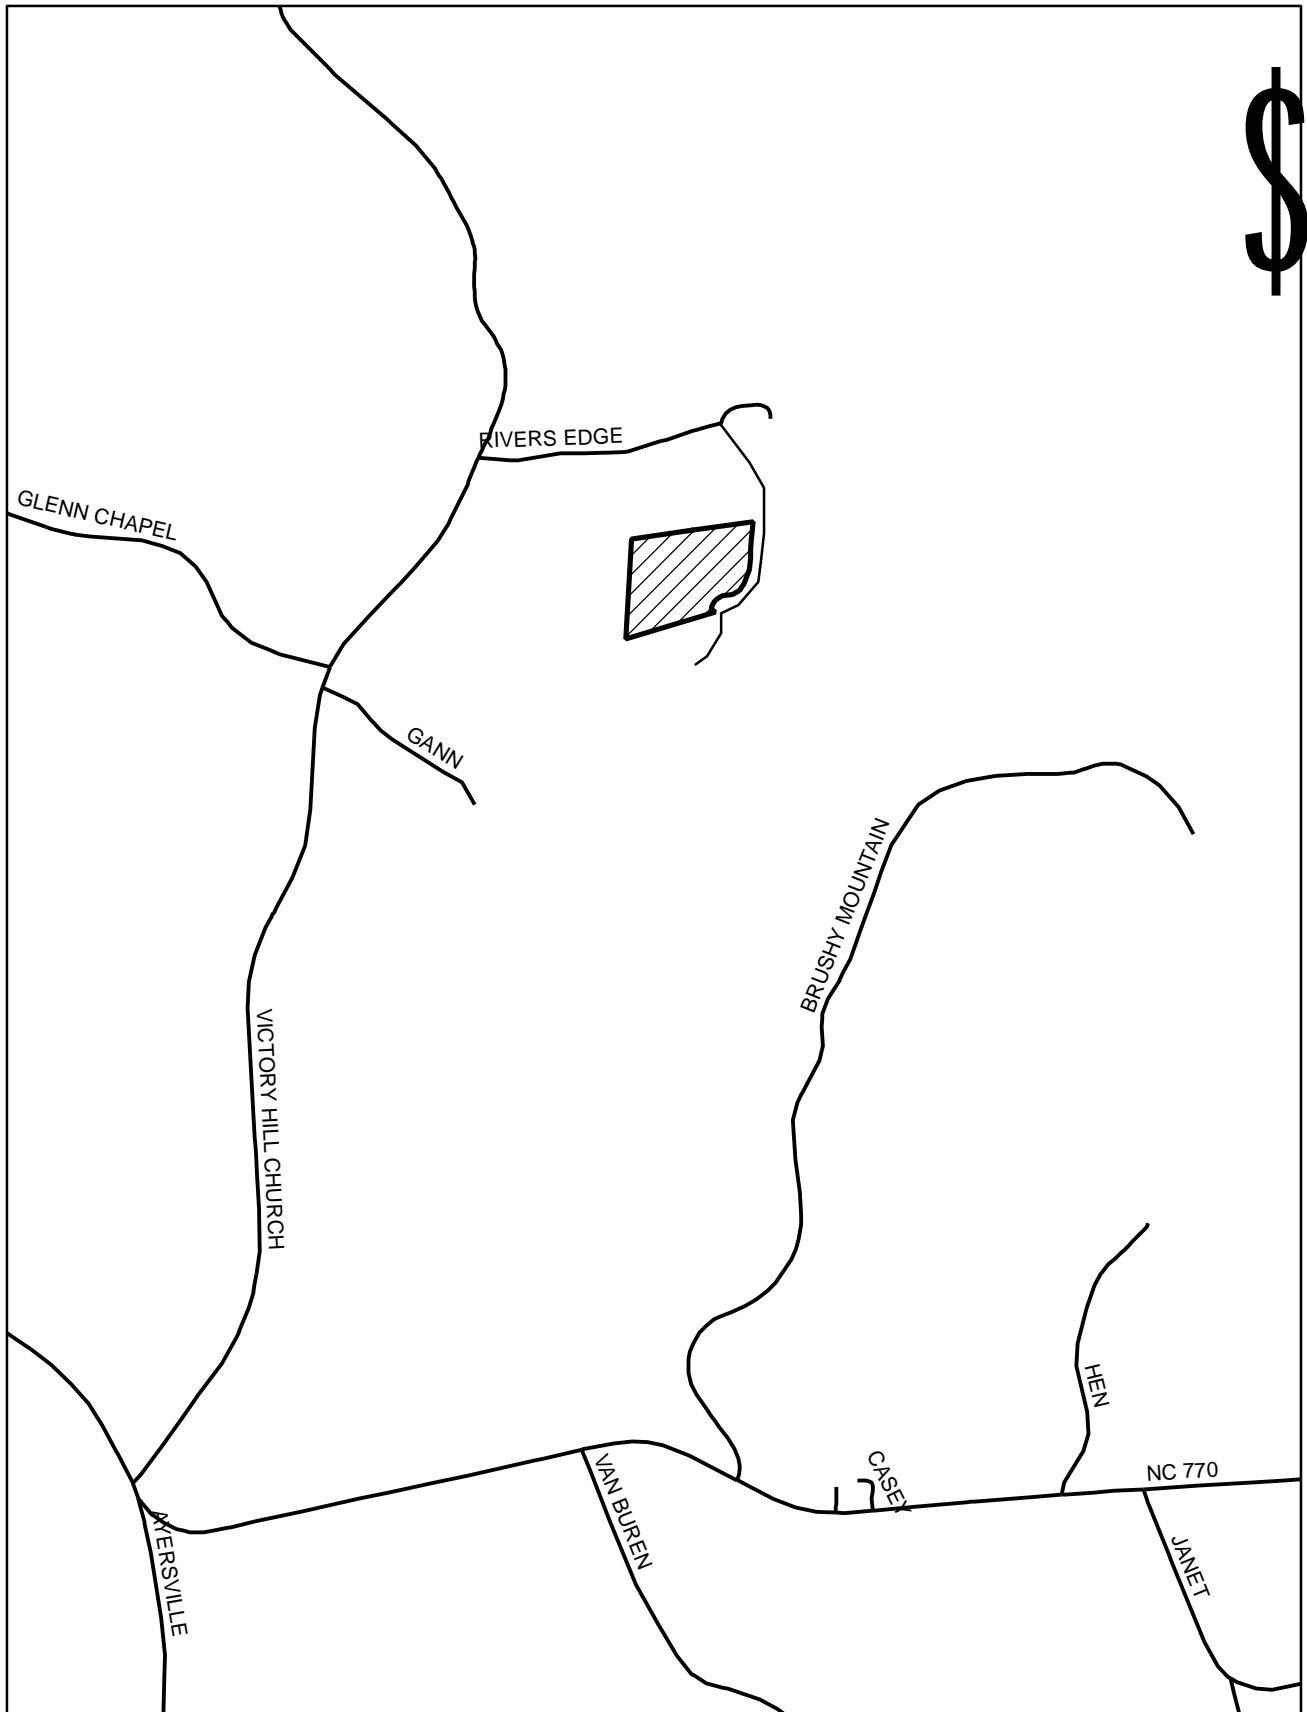 $
RIVERS EDGE
GLENN CHAPEL
GANN
BRUSHY MOUNTAIN
VICTORY HILL CHURCH
HEN
CASEY
NC 770
VAN BUREN
AYERSVILLE
JANET